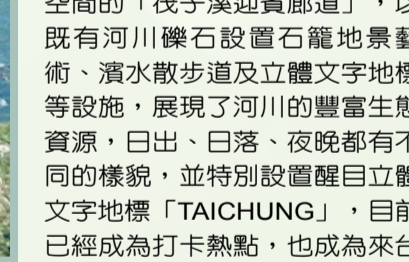 空間的「筏子溪迎賓廊道」，以
既有河川礫石設置石籠地景藝
術、濱水散步道及立體文字地標
等設施，展現了河川的豐富生態
資源，日出、日落、夜晚都有不
同的樣貌，並特別設置醒目立體
文字地標「TAICHUNG」，目前
已經成為打卡熱點，也成為來台